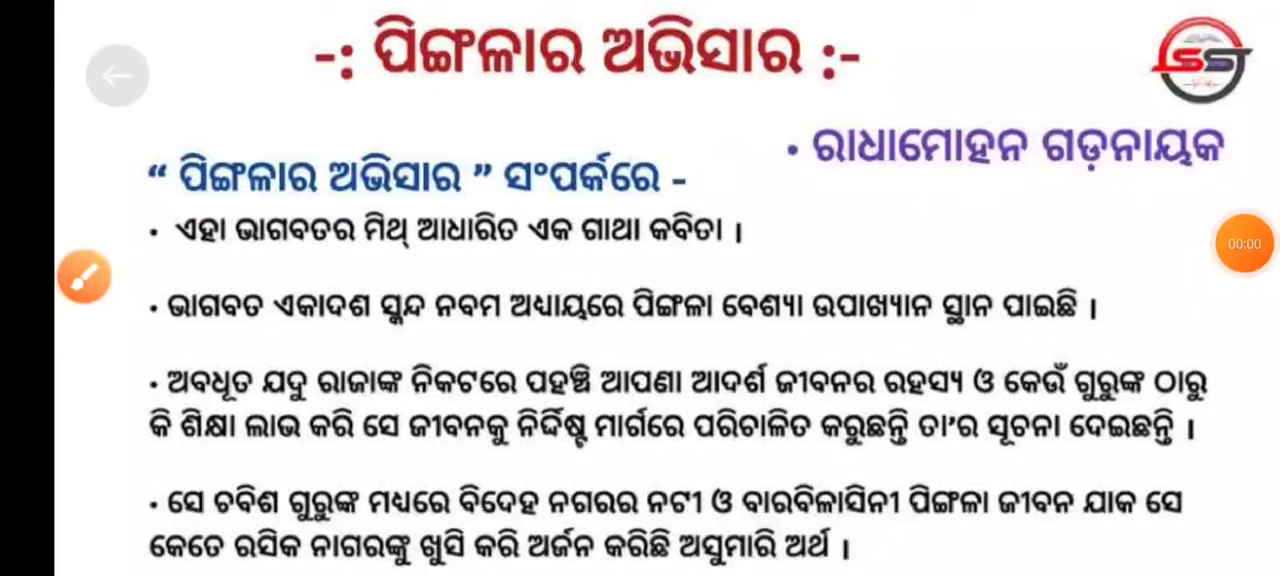 -: ପିଙ୍ଗଳାର ଅଭିସାର :-
SS
• ରାଧାମୋହନ ଗଡ଼ନାୟକ
“ ପିଙ୍ଗଳାର ଅଭିସାର ” ସଂପର୍କରେ -
• ଏହା ଭାଗବତର ମିଥ୍ ଆଧାରିତ ଏକ ଗାଥା କବିତା ।
00:00
• ଭାଗବତ ଏକାଦଶ ସ୍କନ୍ଦ ନବମ ଅଧ୍ୟାୟରେ ପିଙ୍ଗଳା ବେଶ୍ୟା ଉପାଖ୍ୟାନ ସ୍ଥାନ ପାଇଛି ।
• ଅବଧୂତ ଯଦୁ ରାଜାଙ୍କ ନିକଟରେ ପହଞ୍ଚି ଆପଣା ଆଦର୍ଶ ଜୀବନର ରହସ୍ୟ ଓ କେଉଁ ଗୁରୁଙ୍କ ଠାରୁ
କି ଶିକ୍ଷା ଲାଭ କରି ସେ ଜୀବନକୁ ନିର୍ଦ୍ଦିଷ୍ଟ ମାର୍ଗରେ ପରିଚାଳିତ କରୁଛନ୍ତି ତା’ର ସୂଚନା ଦେଇଛନ୍ତି ।
• ସେ ଚବିଶ ଗୁରୁଙ୍କ ମଧ୍ୟରେ ବିଦେହ ନଗରର ନଟୀ ଓ ବାରବିଳାସିନୀ ପିଙ୍ଗଳା ଜୀବନ ଯାକ ସେ
କେତେ ରସିକ ନାଗରଙ୍କୁ ଖୁସି କରି ଅର୍ଜନ କରିଛି ଅସୁମାରି ଅର୍ଥ ।